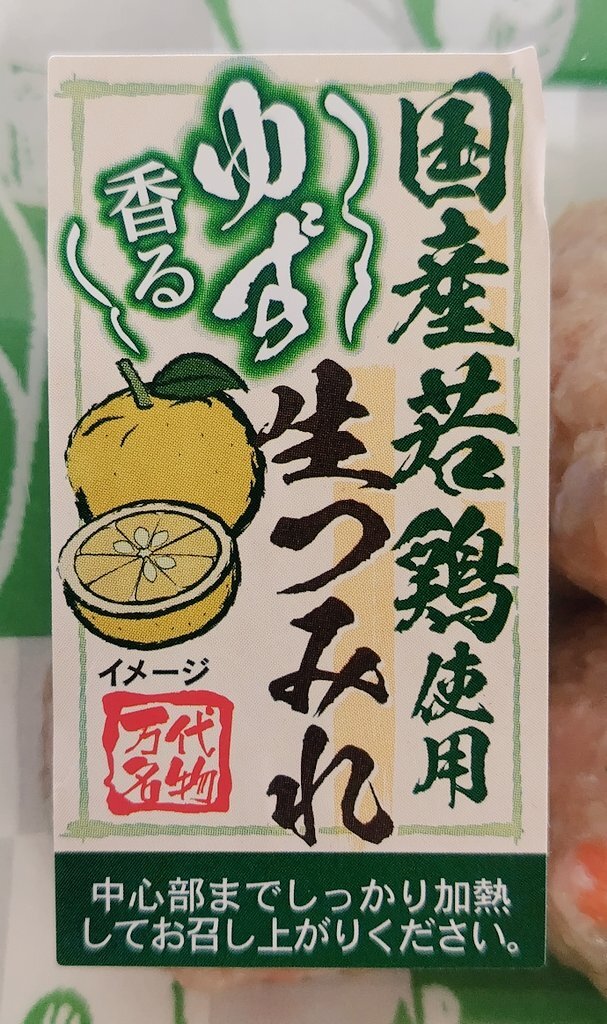 国産若鶏使用
ゆず
香る
生つみれ
イメージ
万代
名物
中心部までしっかり加熱
してお召し上がりください。